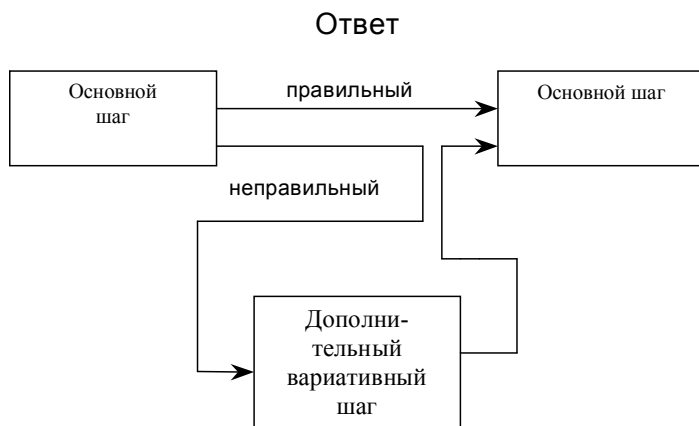 Ответ
Основной
шаг
правильный
Основной шаг
неправильный
Дополни-
тельный
вариативный
шаг